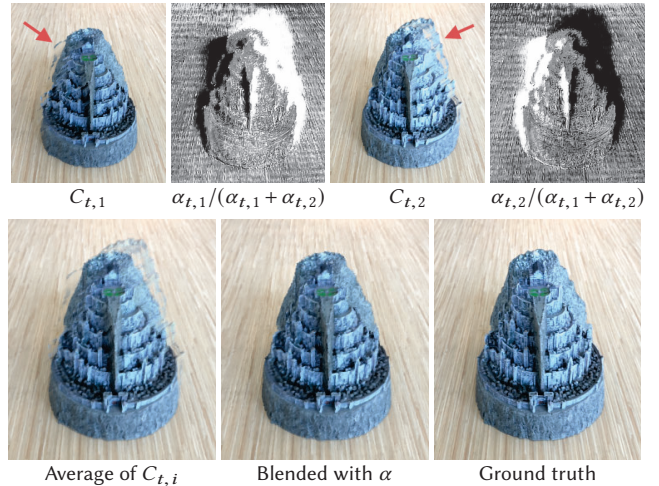 C_{t,1} α_{t,1}/(α_{t,1} + α_{t,2}) C_{t,2} α_{t,2}/(α_{t,1} + α_{t,2})
Average of C_{t,i} Blended with α Ground truth